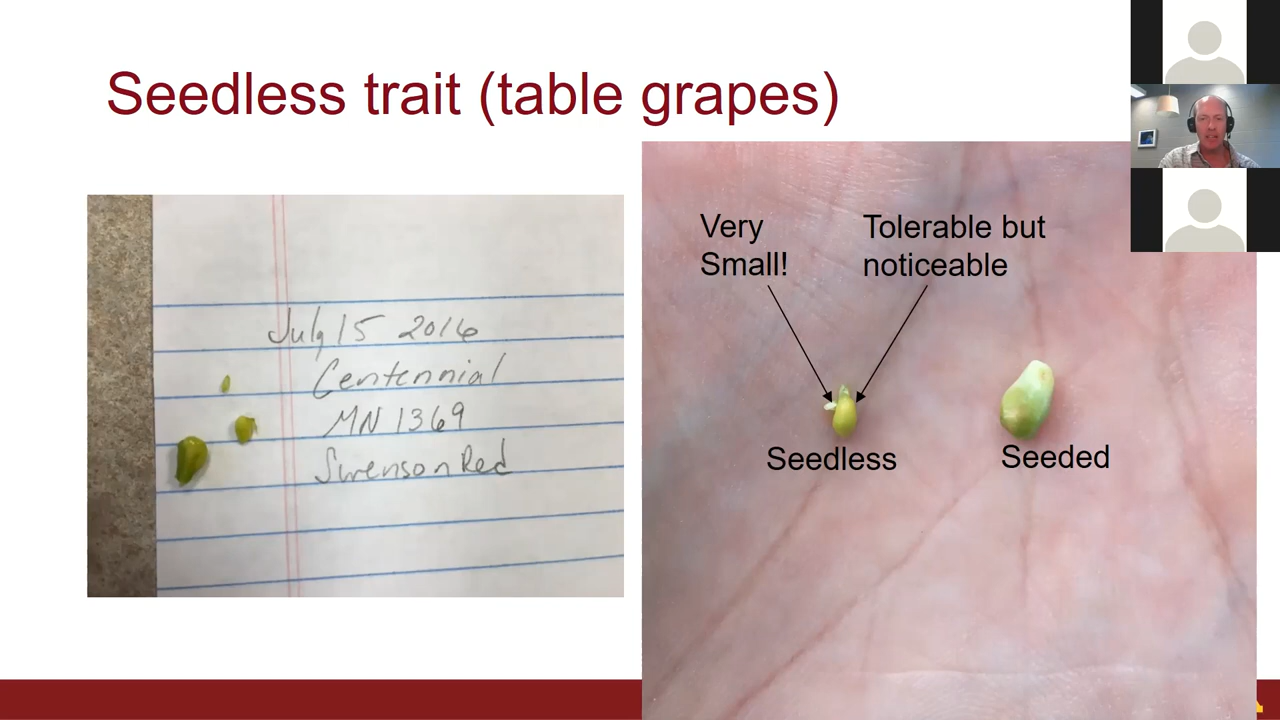 Seedless trait (table grapes)
July 15 2016
Centennial
MN 1369
Swenson Red
Very
Small!
Tolerable but
noticeable
Seedless
Seeded